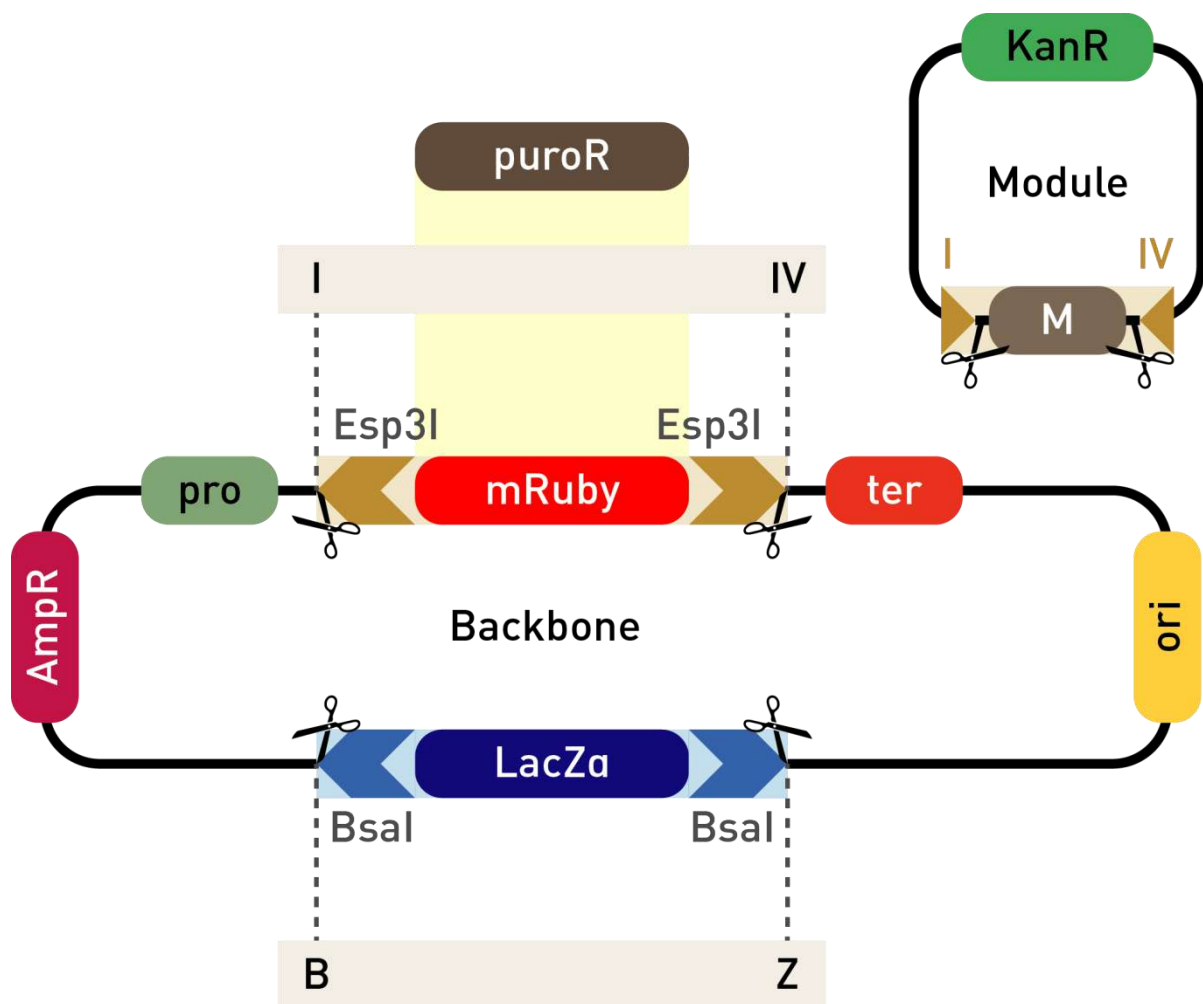 KanR
puroR
Module
I IV
I IV
M
Esp3I Esp3I
pro mRuby ter
AmpR
Backbone
ori
LacZα
BsaI BsaI
B Z